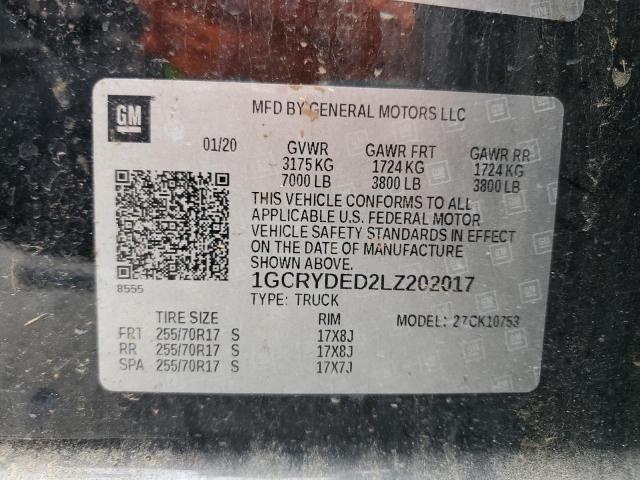 GM
MFD BY GENERAL MOTORS LLC
01/20 GVWR GAWR FRT GAWR RR
3175 KG 1724 KG 1724 KG
7000 LB 3800 LB 3800 LB
THIS VEHICLE CONFORMS TO ALL
APPLICABLE U.S. FEDERAL MOTOR
VEHICLE SAFETY STANDARDS IN EFFECT
ON THE DATE OF MANUFACTURE
SHOWN ABOVE.
8555
1GCRYDED2LZ202017
TYPE: TRUCK
TIRE SIZE RIM MODEL: 27CK10753
FRT 255/70R17 S 17X8J
RR 255/70R17 S 17X8J
SPA 255/70R17 S 17X7J